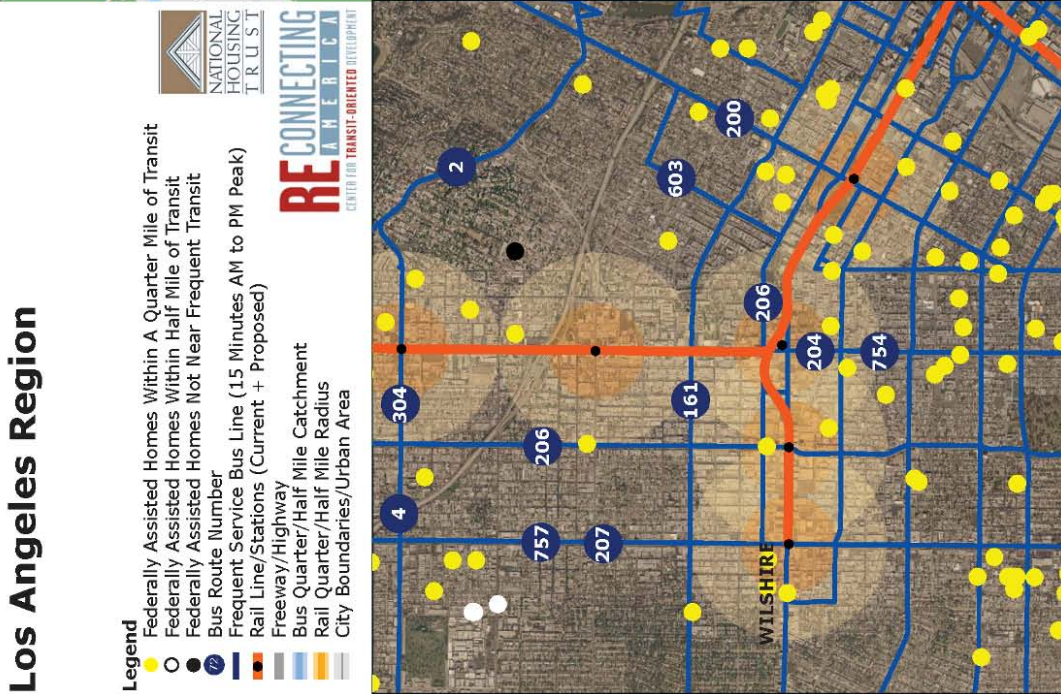 Los Angeles Region
Legend
Federally Assisted Homes Within A Quarter Mile of Transit
Federally Assisted Homes Within Half Mile of Transit
Federally Assisted Homes Not Near Frequent Transit
72 Bus Route Number
Frequent Service Bus Line (15 Minutes AM to PM Peak)
Rail Line/Stations (Current + Proposed)
Freeway/Highway
Bus Quarter/Half Mile Catchment
Rail Quarter/Half Mile Radius
City Boundaries/Urban Area
NATIONAL
HOUSING
TRUST
RECONNECTING
AMERICA
CENTER FOR TRANSIT-ORIENTED DEVELOPMENT
2
200
603
206
304
204
754
161
4
206
757
207
WILSHIRE